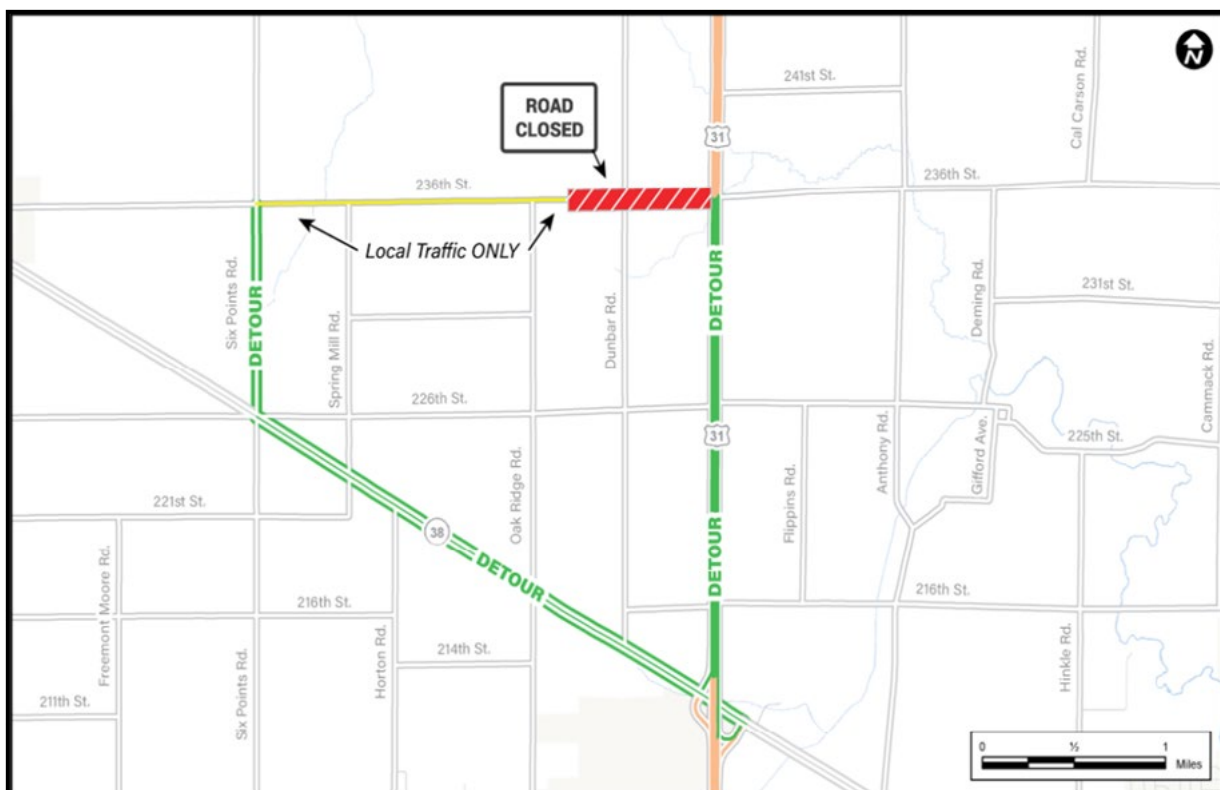 N
241st St.
Cal Carson Rd.
ROAD
CLOSED
31
236th St.
236th St.
Local Traffic ONLY
Six Points Rd.
DETOUR
Spring Mill Rd.
Dunbar Rd.
DETOUR
Deming Rd.
231st St.
Cammack Rd.
226th St.
31
225th St.
Oak Ridge Rd.
Flippins Rd.
Anthony Rd.
Gifford Ave.
221st St.
38
DETOUR
DETOUR
Freemont Moore Rd.
216th St.
216th St.
Six Points Rd.
Horton Rd.
214th St.
Hinkle Rd.
211th St.
0 ½ 1
Miles